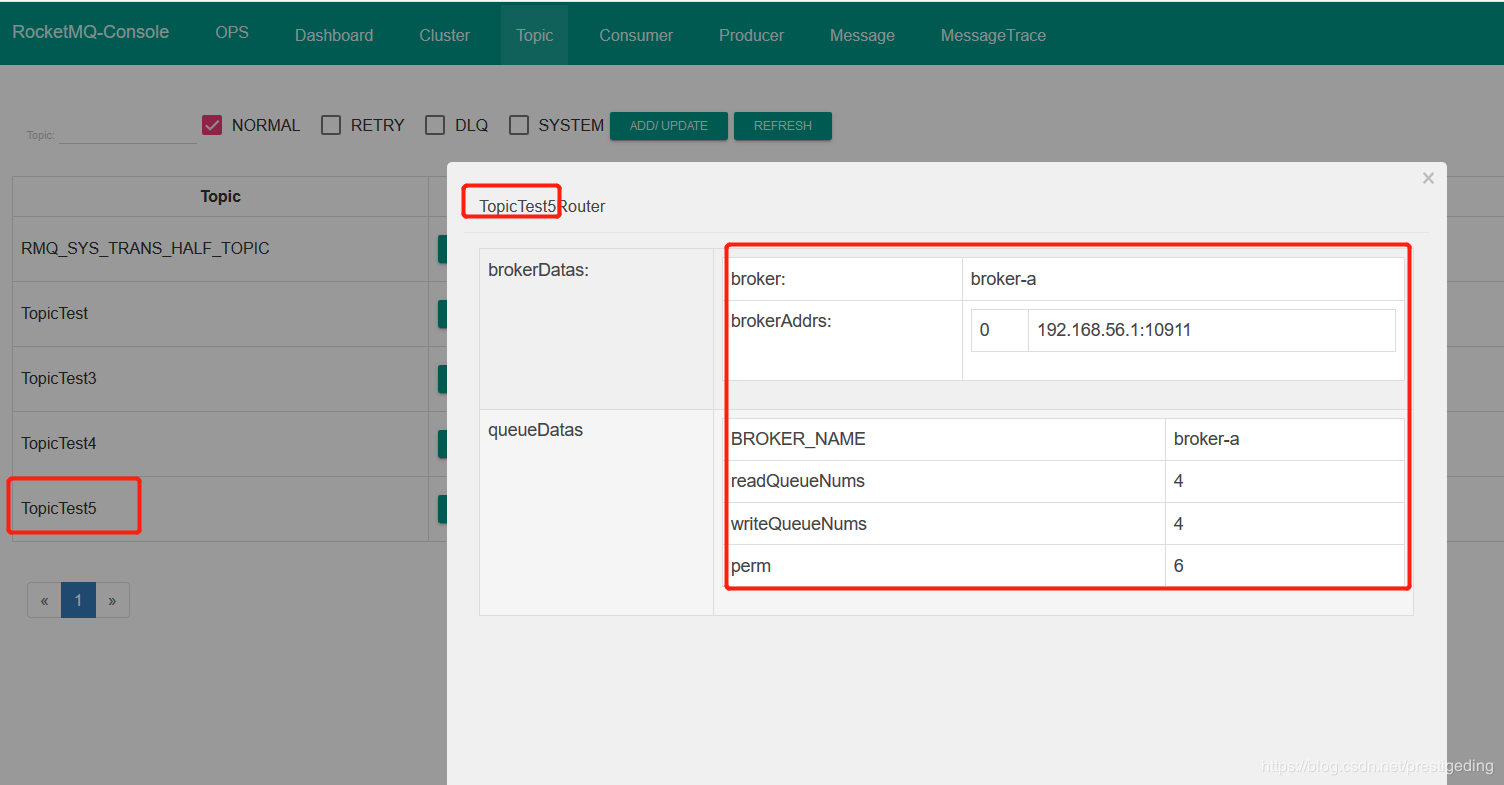 RocketMQ-Console OPS Dashboard Cluster Topic Consumer Producer Message MessageTrace
Topic: NORMAL RETRY DLQ SYSTEM ADD/ UPDATE REFRESH
Topic
RMQ_SYS_TRANS_HALF_TOPIC
TopicTest
TopicTest3
TopicTest4
TopicTest5
« 1 »
×
TopicTest5Router
brokerDatas:
broker: broker-a
brokerAddrs: 0 192.168.56.1:10911
queueDatas
BROKER_NAME broker-a
readQueueNums 4
writeQueueNums 4
perm 6
https://blog.csdn.net/prestigeding